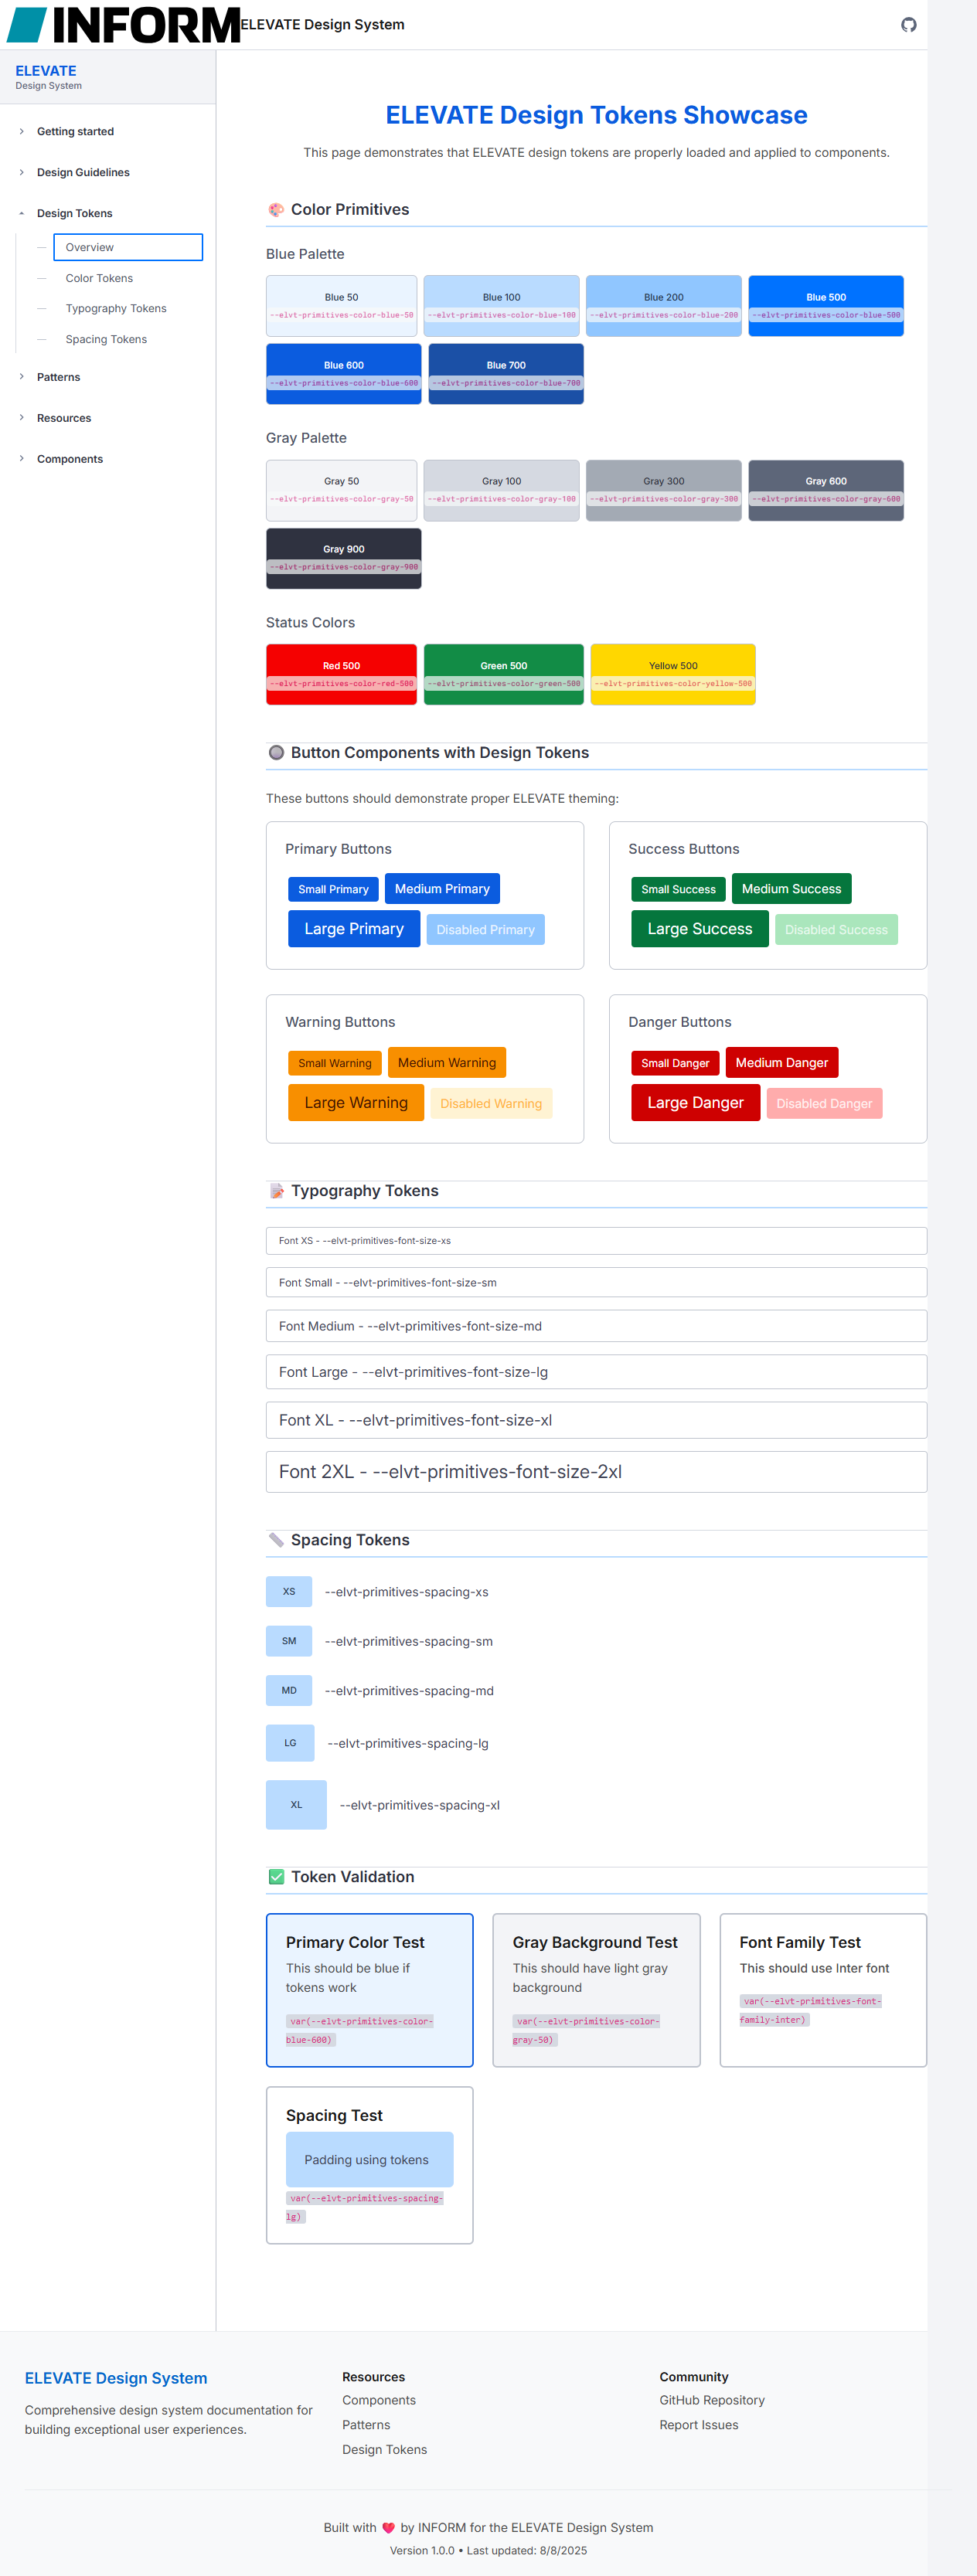 INFORM ELEVATE Design System
ELEVATE
Design System
Getting started
Design Guidelines
Design Tokens
Overview
Color Tokens
Typography Tokens
Spacing Tokens
Patterns
Resources
Components
ELEVATE Design Tokens Showcase
This page demonstrates that ELEVATE design tokens are properly loaded and applied to components.
🎨 Color Primitives
Blue Palette
Blue 50
--elvt-primitives-color-blue-50
Blue 100
--elvt-primitives-color-blue-100
Blue 200
--elvt-primitives-color-blue-200
Blue 500
--elvt-primitives-color-blue-500
Blue 600
--elvt-primitives-color-blue-600
Blue 700
--elvt-primitives-color-blue-700
Gray Palette
Gray 50
--elvt-primitives-color-gray-50
Gray 100
--elvt-primitives-color-gray-100
Gray 300
--elvt-primitives-color-gray-300
Gray 600
--elvt-primitives-color-gray-600
Gray 900
--elvt-primitives-color-gray-900
Status Colors
Red 500
--elvt-primitives-color-red-500
Green 500
--elvt-primitives-color-green-500
Yellow 500
--elvt-primitives-color-yellow-500
🔘 Button Components with Design Tokens
These buttons should demonstrate proper ELEVATE theming:
Primary Buttons
Small Primary
Medium Primary
Large Primary
Disabled Primary
Success Buttons
Small Success
Medium Success
Large Success
Disabled Success
Warning Buttons
Small Warning
Medium Warning
Large Warning
Disabled Warning
Danger Buttons
Small Danger
Medium Danger
Large Danger
Disabled Danger
📝 Typography Tokens
Font XS - --elvt-primitives-font-size-xs
Font Small - --elvt-primitives-font-size-sm
Font Medium - --elvt-primitives-font-size-md
Font Large - --elvt-primitives-font-size-lg
Font XL - --elvt-primitives-font-size-xl
Font 2XL - --elvt-primitives-font-size-2xl
📏 Spacing Tokens
XS --elvt-primitives-spacing-xs
SM --elvt-primitives-spacing-sm
MD --elvt-primitives-spacing-md
LG --elvt-primitives-spacing-lg
XL --elvt-primitives-spacing-xl
✅ Token Validation
Primary Color Test
This should be blue if
tokens work
var(--elvt-primitives-color-
blue-600)
Gray Background Test
This should have light gray
background
var(--elvt-primitives-color-
gray-50)
Font Family Test
This should use Inter font
var(--elvt-primitives-font-
family-inter)
Spacing Test
Padding using tokens
var(--elvt-primitives-spacing-
lg)
ELEVATE Design System
Comprehensive design system documentation for
building exceptional user experiences.
Resources
Components
Patterns
Design Tokens
Community
GitHub Repository
Report Issues
Built with ❤️ by INFORM for the ELEVATE Design System
Version 1.0.0 • Last updated: 8/8/2025